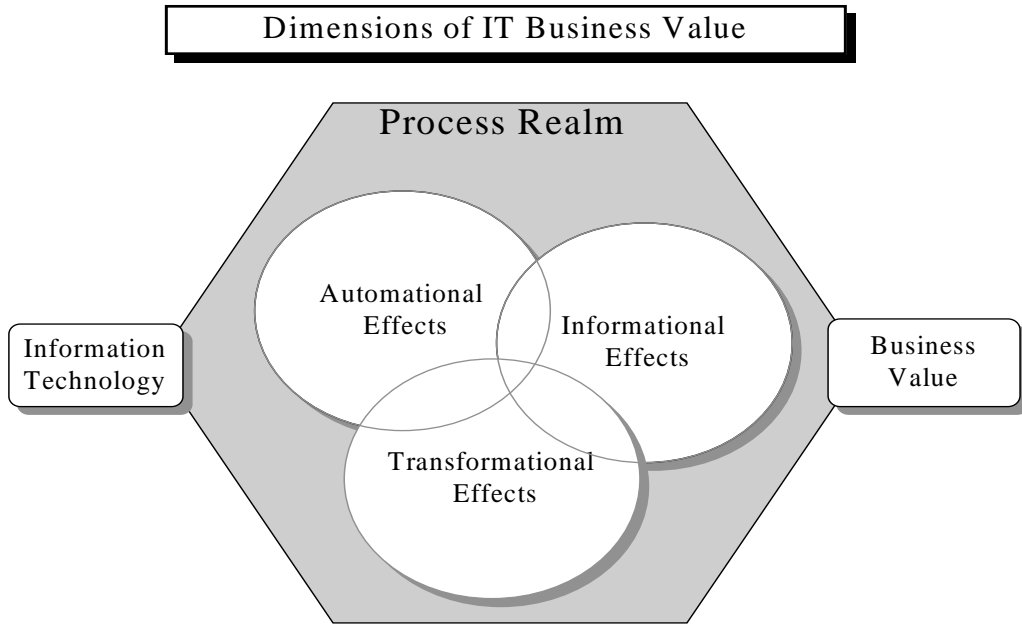 Dimensions of IT Business Value
Process Realm
Automational
Effects
Informational
Effects
Information
Technology
Business
Value
Transformational
Effects